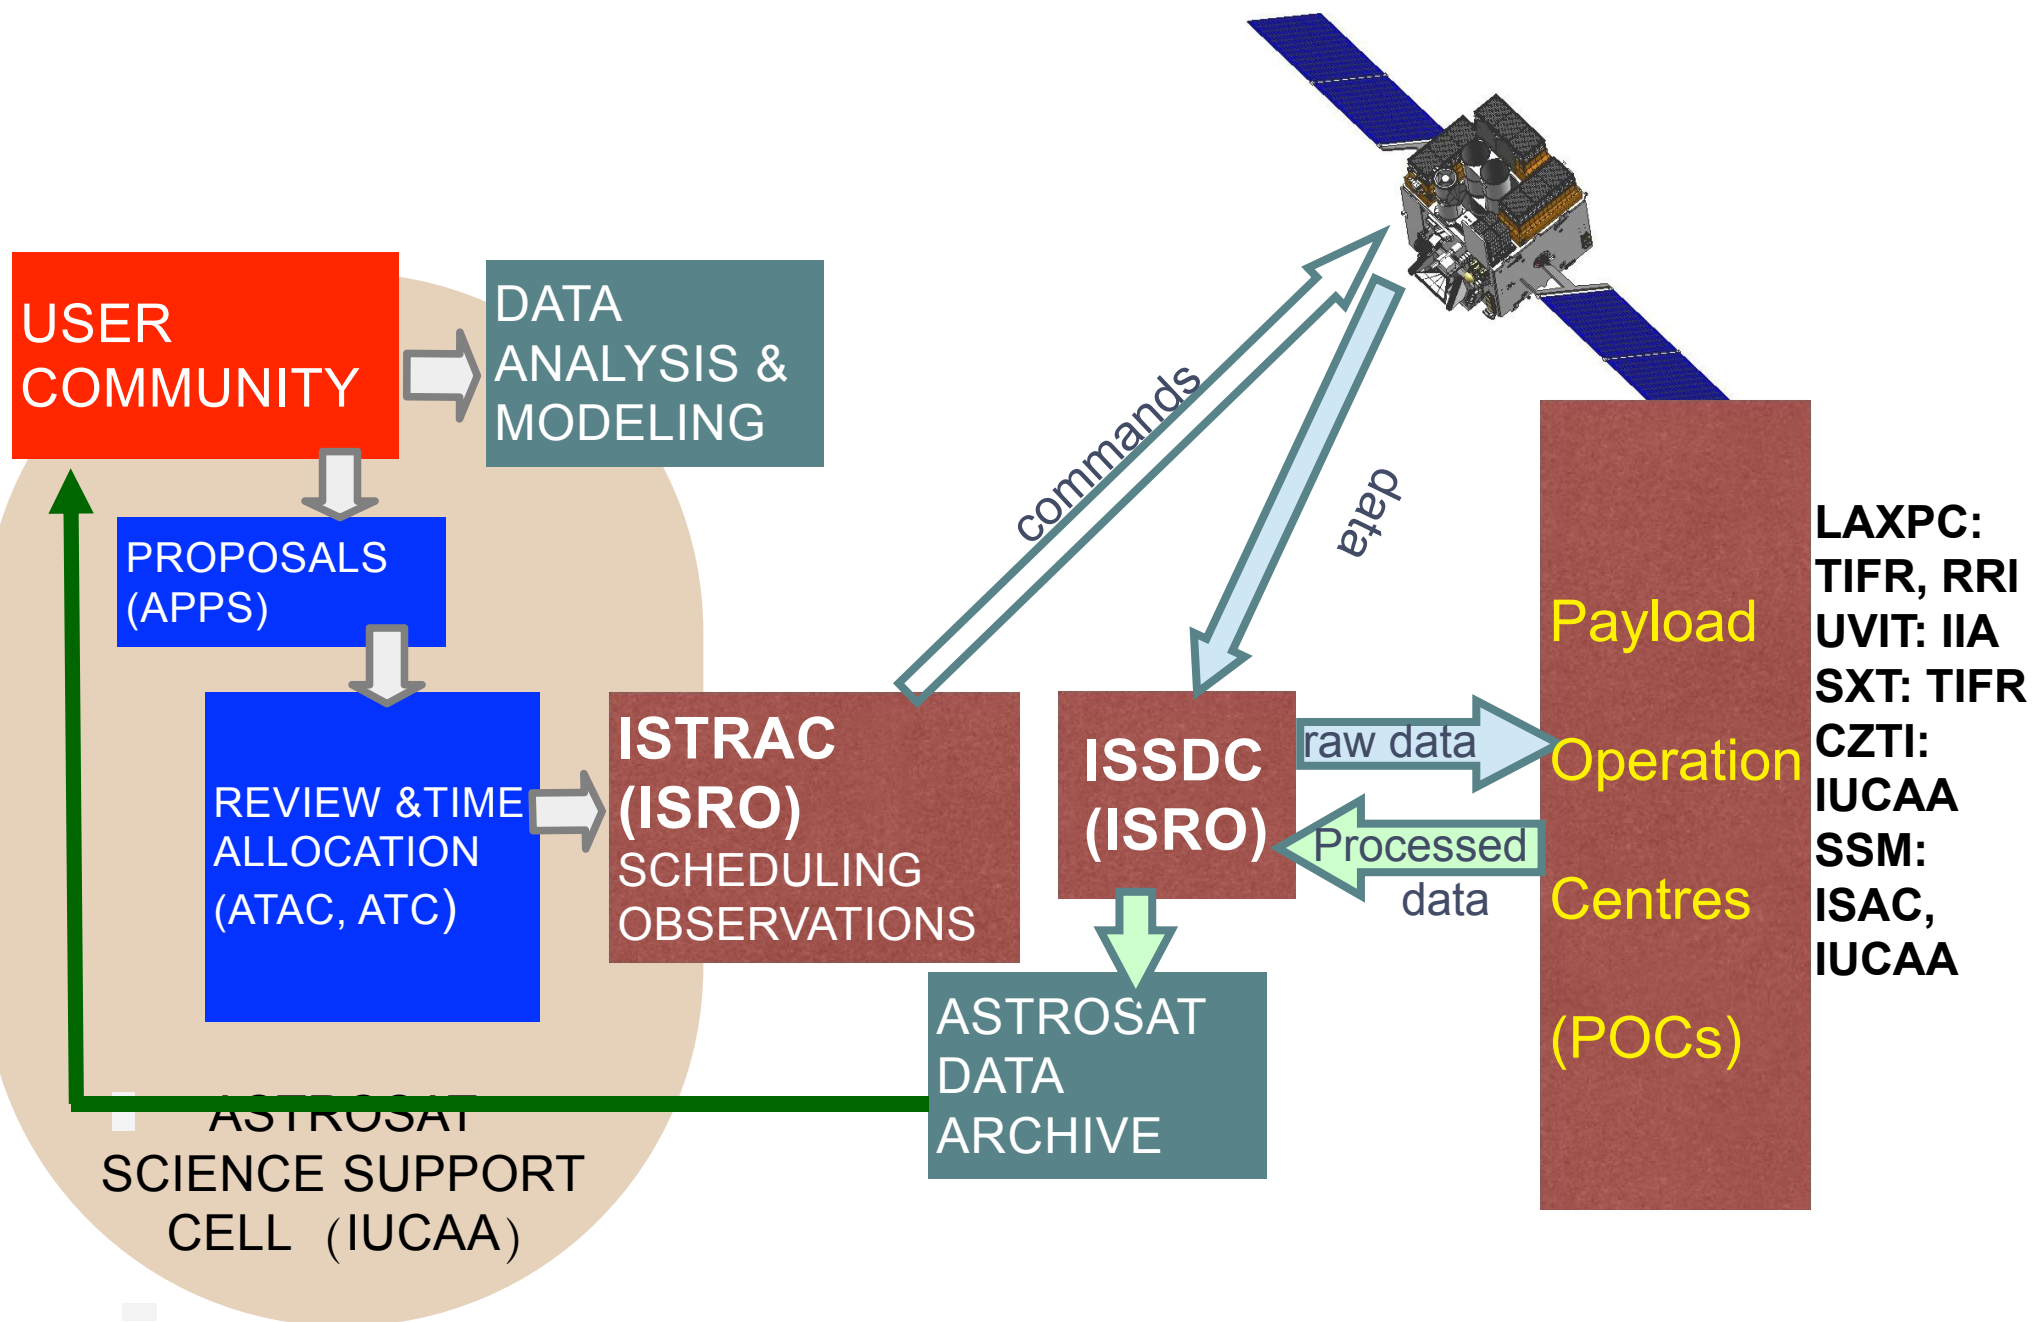 USER
COMMUNITY
DATA
ANALYSIS &
MODELING
PROPOSALS
(APPS)
REVIEW &TIME
ALLOCATION
(ATAC, ATC)
ISTRAC
(ISRO)
SCHEDULING
OBSERVATIONS
commands
data
ISSDC
(ISRO)
raw data
Processed
data
Payload
Operation
Centres
(POCs)
LAXPC:
TIFR, RRI
UVIT: IIA
SXT: TIFR
CZTI:
IUCAA
SSM:
ISAC,
IUCAA
ASTROSAT
DATA
ARCHIVE
ASTROSAT
SCIENCE SUPPORT
CELL (IUCAA)